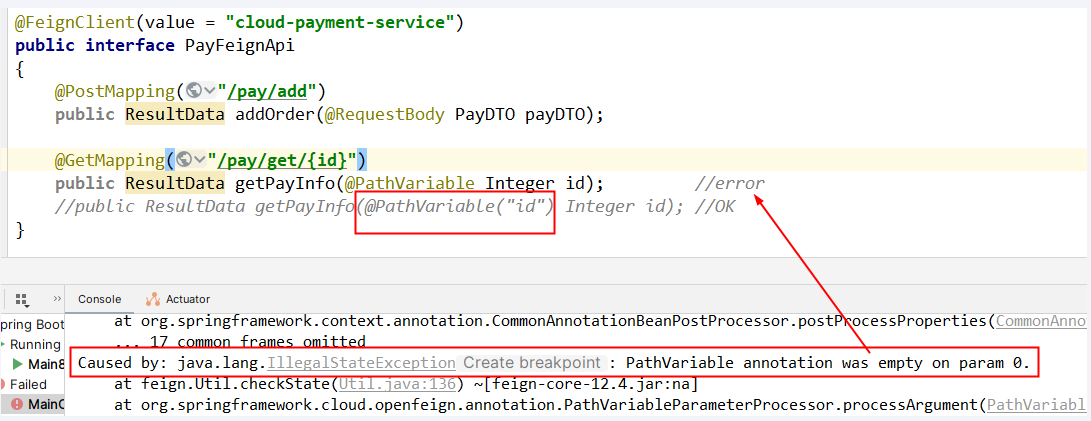 @FeignClient(value = "cloud-payment-service")
public interface PayFeignApi
{
@PostMapping("/pay/add")
public ResultData addOrder(@RequestBody PayDTO payDTO);
@GetMapping("/pay/get/{id}")
public ResultData getPayInfo(@PathVariable Integer id); //error
//public ResultData getPayInfo(@PathVariable("id") Integer id); //OK
}
Console Actuator
pring Boot
Running
Main8
Failed
MainO
at org.springframework.context.annotation.CommonAnnotationBeanPostProcessor.postProcessProperties(CommonAnno
... 17 common frames omitted
Caused by: java.lang.IllegalStateException Create breakpoint : PathVariable annotation was empty on param 0.
at feign.Util.checkState(Util.java:136) ~[feign-core-12.4.jar:na]
at org.springframework.cloud.openfeign.annotation.PathVariableParameterProcessor.processArgument(PathVariabl